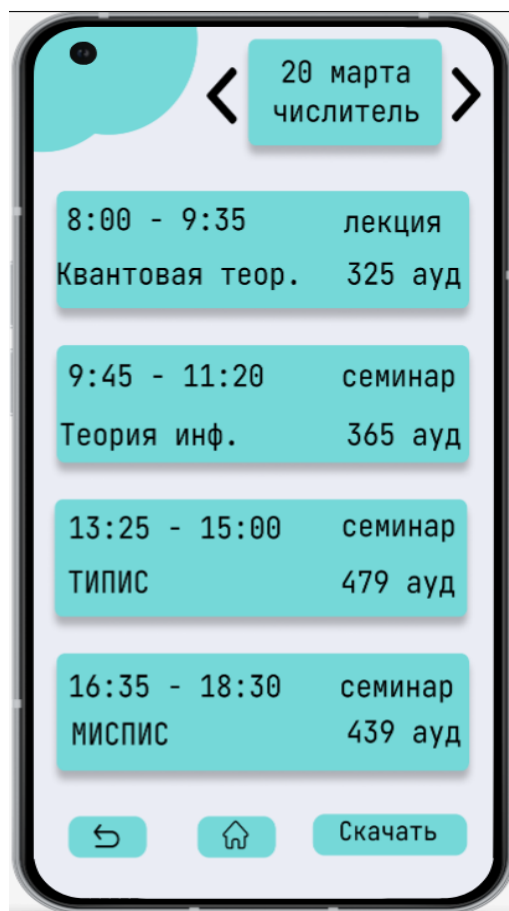 20 марта
числитель
8:00 - 9:35 лекция
Квантовая теор. 325 ауд
9:45 - 11:20 семинар
Теория инф. 365 ауд
13:25 - 15:00 семинар
ТИПИС 479 ауд
16:35 - 18:30 семинар
МИСПИС 439 ауд
Скачать